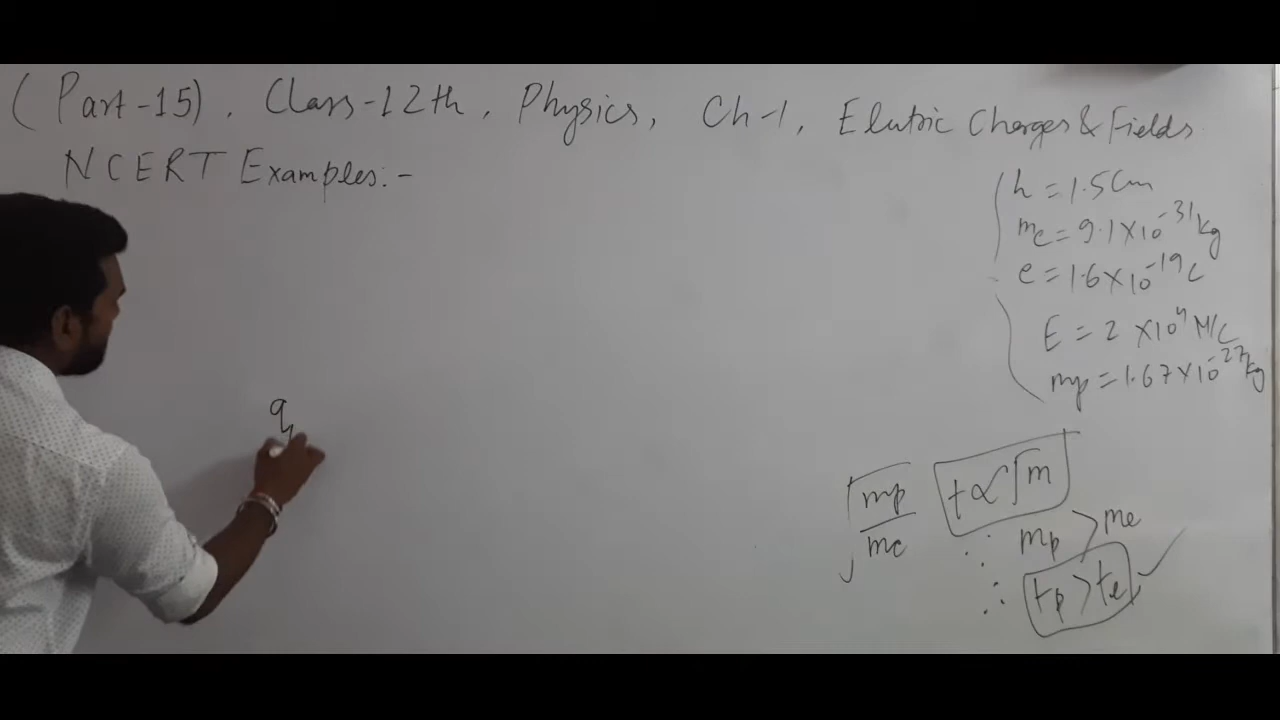 (Part-15), Class-12th, Physics, Ch-1, Electric Charges & Fields
NCERT Examples:-
h = 1.5 cm
me = 9.1×10⁻³¹ kg
e = 1.6×10⁻¹⁹ C
E = 2 ×10⁴ N/C
mp = 1.67×10⁻²⁷ kg
q
√mp/me
t ∝ √m
∴ mp > me
∴ tp > te ✓